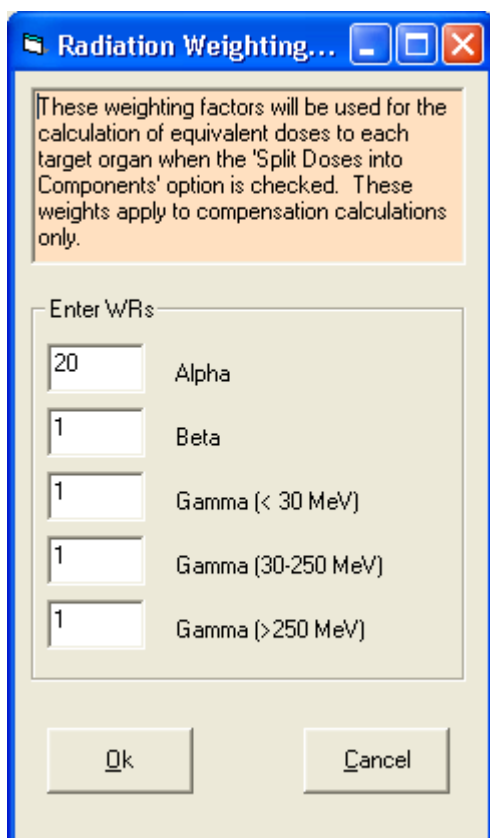 Radiation Weighting...
These weighting factors will be used for the
calculation of equivalent doses to each
target organ when the 'Split Doses into
Components' option is checked.  These
weights apply to compensation calculations
only.
Enter WRs
20 Alpha
1 Beta
1 Gamma (< 30 MeV)
1 Gamma (30-250 MeV)
1 Gamma (>250 MeV)
Ok Cancel